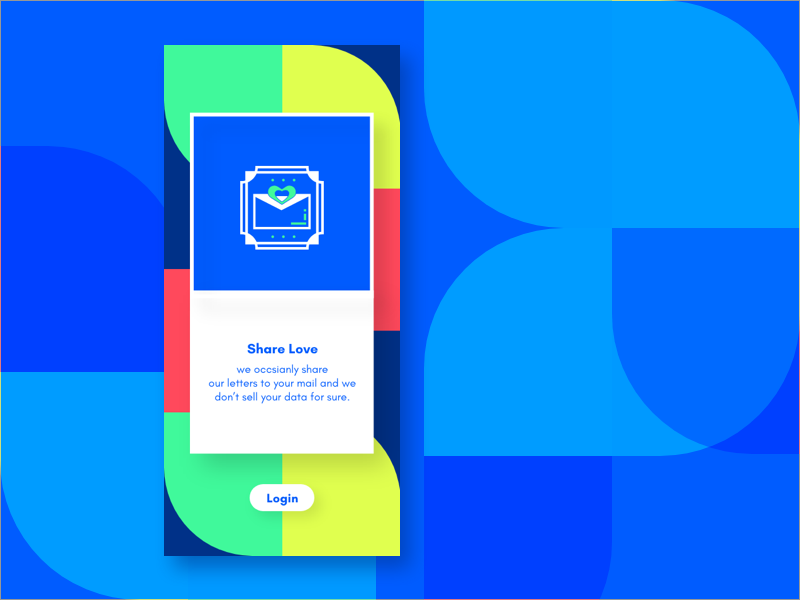 Share Love
we occsianly share
our letters to your mail and we
don’t sell your data for sure.
Login